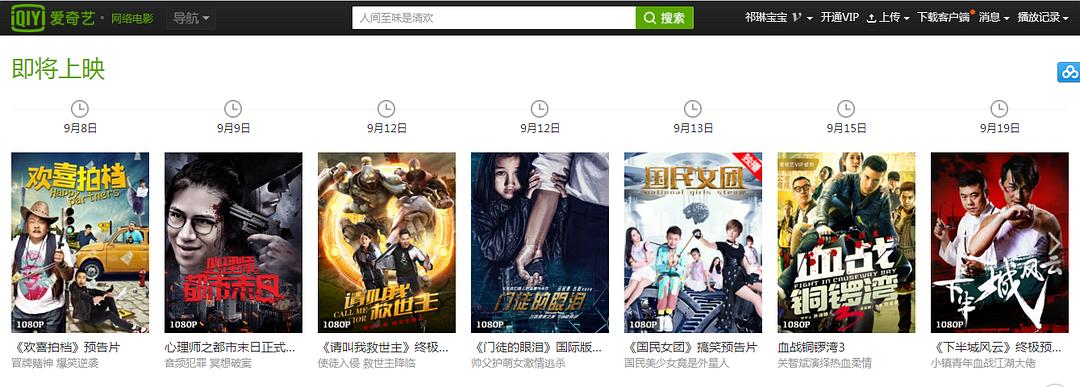 iQIYI 爱奇艺 · 网络电影 导航 人间至味是清欢 搜索 祁琳宝宝 开通VIP 上传 下载客户端 消息 播放记录
即将上映
9月8日 9月9日 9月12日 9月12日 9月13日 9月15日 9月19日
欢喜拍档
Happy partners
1080P
心理师之
都市末日
1080P
请叫我
救世主
CALL ME
1080P
门徒的眼泪
1080P
独播
国民女团
national girls steam
1080P
爱奇艺VIP
血战
FIGHT IN CAUSEWAY BAY
铜锣湾
3
1080P
下半城风云
1080P
《欢喜拍档》预告片 心理师之都市末日正式... 《请叫我救世主》终极... 《门徒的眼泪》国际版... 《国民女团》搞笑预告片 血战铜锣湾3 《下半城风云》终极预...
冒牌赌神 爆笑逆袭 音频犯罪 冥想破案 使徒入侵 救世主降临 帅父护萌女激情逃杀 国民美少女竟是外星人 关智斌演绎热血柔情 小镇青年血战江湖大佬